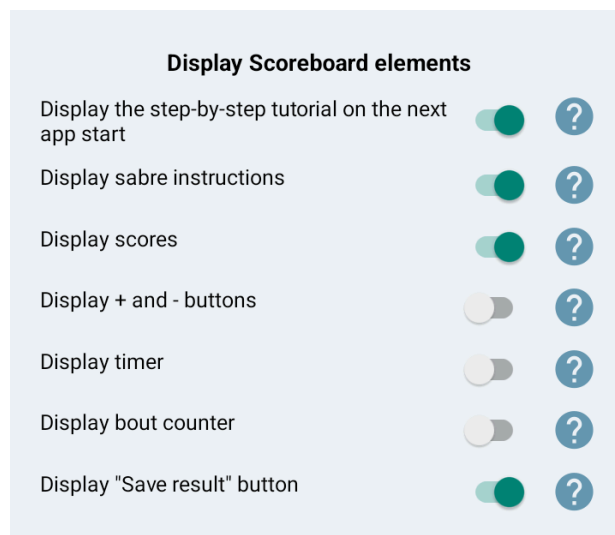 Display Scoreboard elements
Display the step-by-step tutorial on the next
app start
?
Display sabre instructions
?
Display scores
?
Display + and - buttons
?
Display timer
?
Display bout counter
?
Display "Save result" button
?